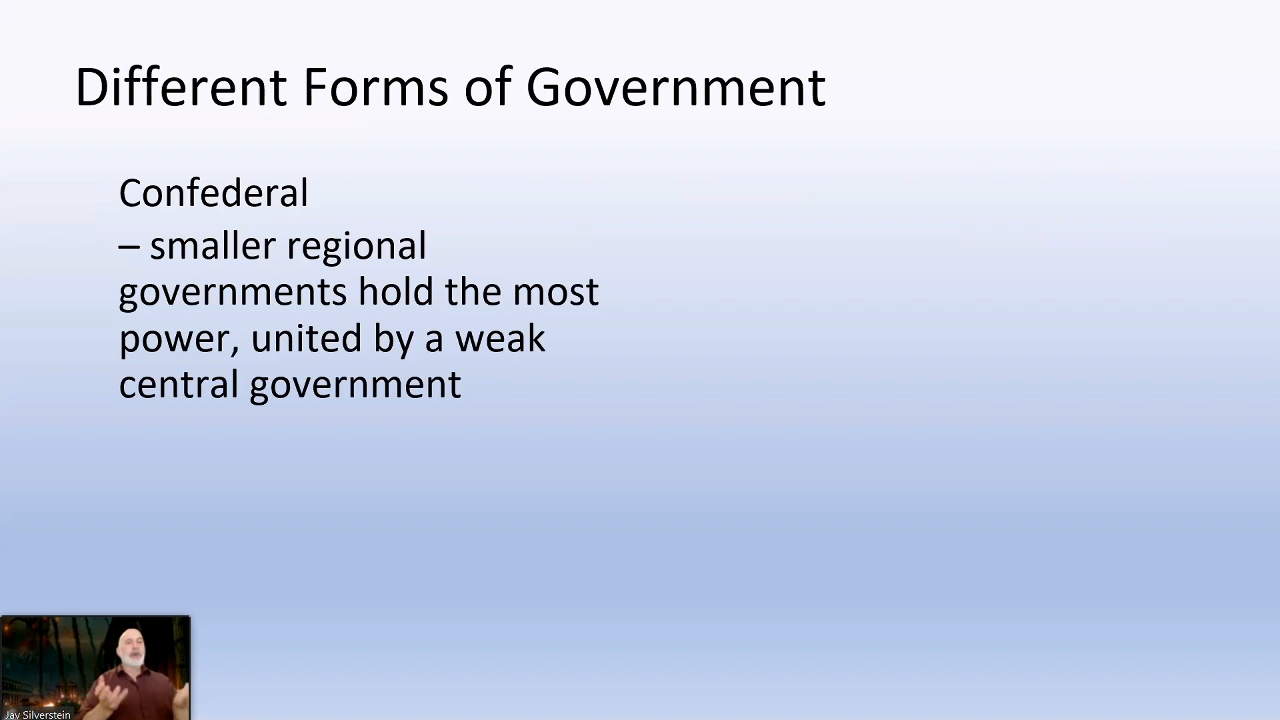 Different Forms of Government
Confederal
– smaller regional
governments hold the most
power, united by a weak
central government
Jay Silverstein